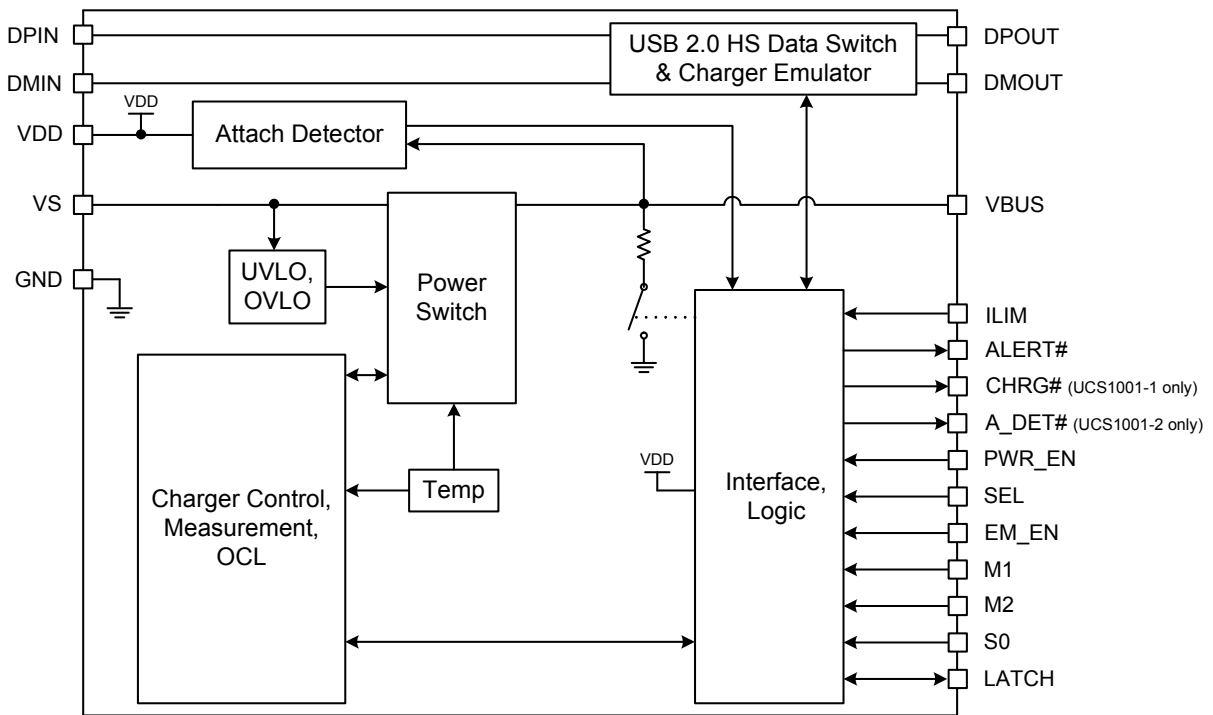 DPIN
USB 2.0 HS Data Switch
& Charger Emulator
DPOUT
DMIN
DMOUT
VDD
VDD
Attach Detector
VS
VBUS
GND
UVLO,
OVLO
Power
Switch
ILIM
ALERT#
CHRG# (UCS1001-1 only)
A_DET# (UCS1001-2 only)
PWR_EN
SEL
EM_EN
M1
M2
S0
LATCH
VDD
Interface,
Logic
Temp
Charger Control,
Measurement,
OCL